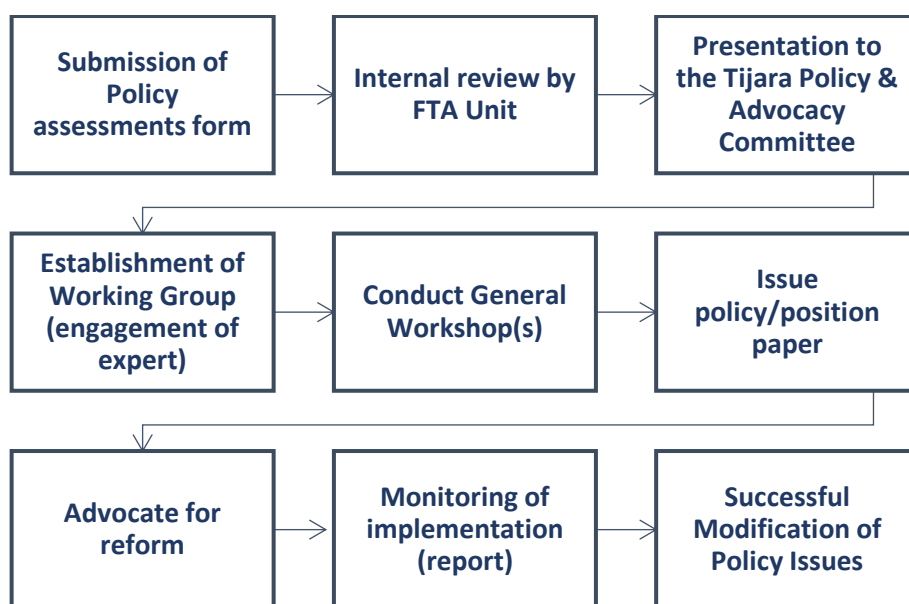 Submission of
Policy
assessments form
Internal review by
FTA Unit
Presentation to
the Tijara Policy &
Advocacy
Committee
Establishment of
Working Group
(engagement of
expert)
Conduct General
Workshop(s)
Issue
policy/position
paper
Advocate for
reform
Monitoring of
implementation
(report)
Successful
Modification of
Policy Issues